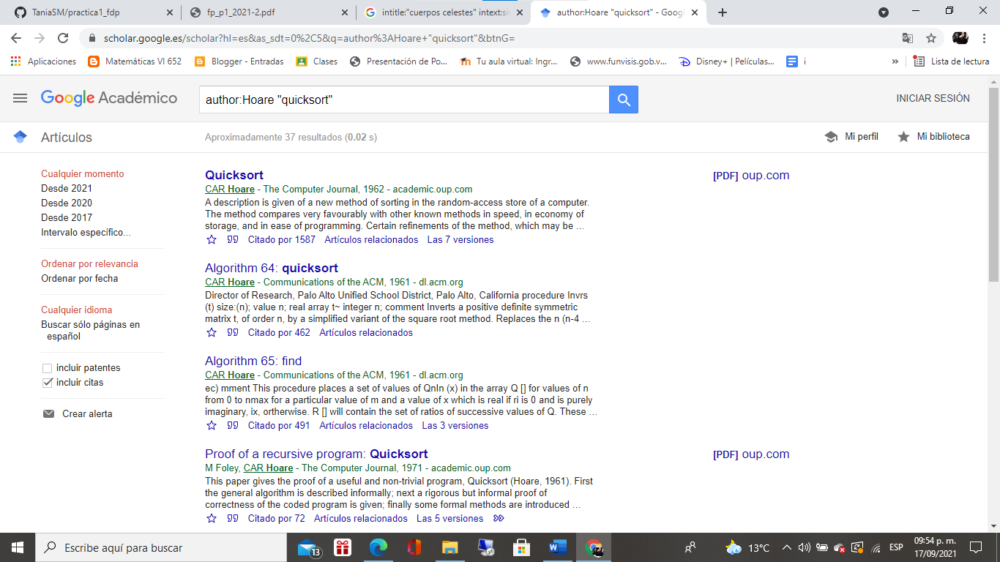 TaniaSM/practica1_fdp
fp_p1_2021-2.pdf
intitle:"cuerpos celestes" intext:si
author:Hoare "quicksort" - Googl
scholar.google.es/scholar?hl=es&as_sdt=0%2C5&q=author%3AHoare+"quicksort"&btnG=
Aplicaciones
Matemáticas VI 652
Blogger - Entradas
Clases
Presentación de Po...
Tu aula virtual: Ingr...
www.funvisis.gob.v...
Disney+ | Películas...
i
»
Lista de lectura
Google Académico
author:Hoare "quicksort"
INICIAR SESIÓN
Artículos
Aproximadamente 37 resultados (0.02 s)
Mi perfil
Mi biblioteca
Cualquier momento
Desde 2021
Desde 2020
Desde 2017
Intervalo específico...
Ordenar por relevancia
Ordenar por fecha
Cualquier idioma
Buscar sólo páginas en
español
incluir patentes
incluir citas
Crear alerta
Quicksort
[PDF] oup.com
CAR Hoare - The Computer Journal, 1962 - academic.oup.com
A description is given of a new method of sorting in the random-access store of a computer.
The method compares very favourably with other known methods in speed, in economy of
storage, and in ease of programming. Certain refinements of the method, which may be …
Citado por 1587 Artículos relacionados Las 7 versiones
Algorithm 64: quicksort
CAR Hoare - Communications of the ACM, 1961 - dl.acm.org
Director of Research, Palo Alto Unified School District, Palo Alto, California procedure Invrs
(t) size:(n); value n; real array t~ integer n; comment Inverts a positive definite symmetric
matrix t, of order n, by a simplified variant of the square root method. Replaces the n (n-4 …
Citado por 462 Artículos relacionados
Algorithm 65: find
CAR Hoare - Communications of the ACM, 1961 - dl.acm.org
ec) mment This procedure places a set of values of QnIn (x) in the array Q [] for values of n
from 0 to nmax for a particular value of m and a value of x which is real if ri is 0 and is purely
imaginary, ix, ortherwise. R [] will contain the set of ratios of successive values of Q. These …
Citado por 491 Artículos relacionados Las 3 versiones
Proof of a recursive program: Quicksort
[PDF] oup.com
M Foley, CAR Hoare - The Computer Journal, 1971 - academic.oup.com
This paper gives the proof of a useful and non-trivial program, Quicksort (Hoare, 1961). First
the general algorithm is described informally; next a rigorous but informal proof of
correctness of the coded program is given; finally some formal methods are introduced …
Citado por 72 Artículos relacionados Las 5 versiones
Escribe aquí para buscar
13
13°C
ESP
09:54 p. m.
17/09/2021